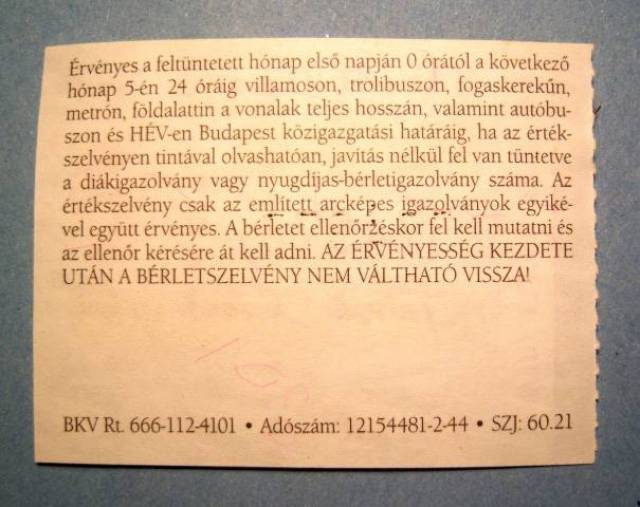 Érvényes a feltüntetett hónap első napján 0 órától a következő
hónap 5-én 24 óráig villamoson, trolibuszon, fogaskerekűn,
metrón, földalattin a vonalak teljes hosszán, valamint autóbu-
szon és HÉV-en Budapest közigazgatási határáig, ha az érték-
szelvényen tintával olvashatóan, javítás nélkül fel van tüntetve
a diákigazolvány vagy nyugdíjas-bérletigazolvány száma. Az
értékszelvény csak az említett arcképes igazolványok egyiké-
vel együtt érvényes. A bérletet ellenőrzéskor fel kell mutatni és
az ellenőr kérésére át kell adni. AZ ÉRVÉNYESSÉG KEZDETE
UTÁN A BÉRLETSZELVÉNY NEM VÁLTHATÓ VISSZA!
BKV Rt. 666-112-4101 • Adószám: 12154481-2-44 • SZJ: 60.21